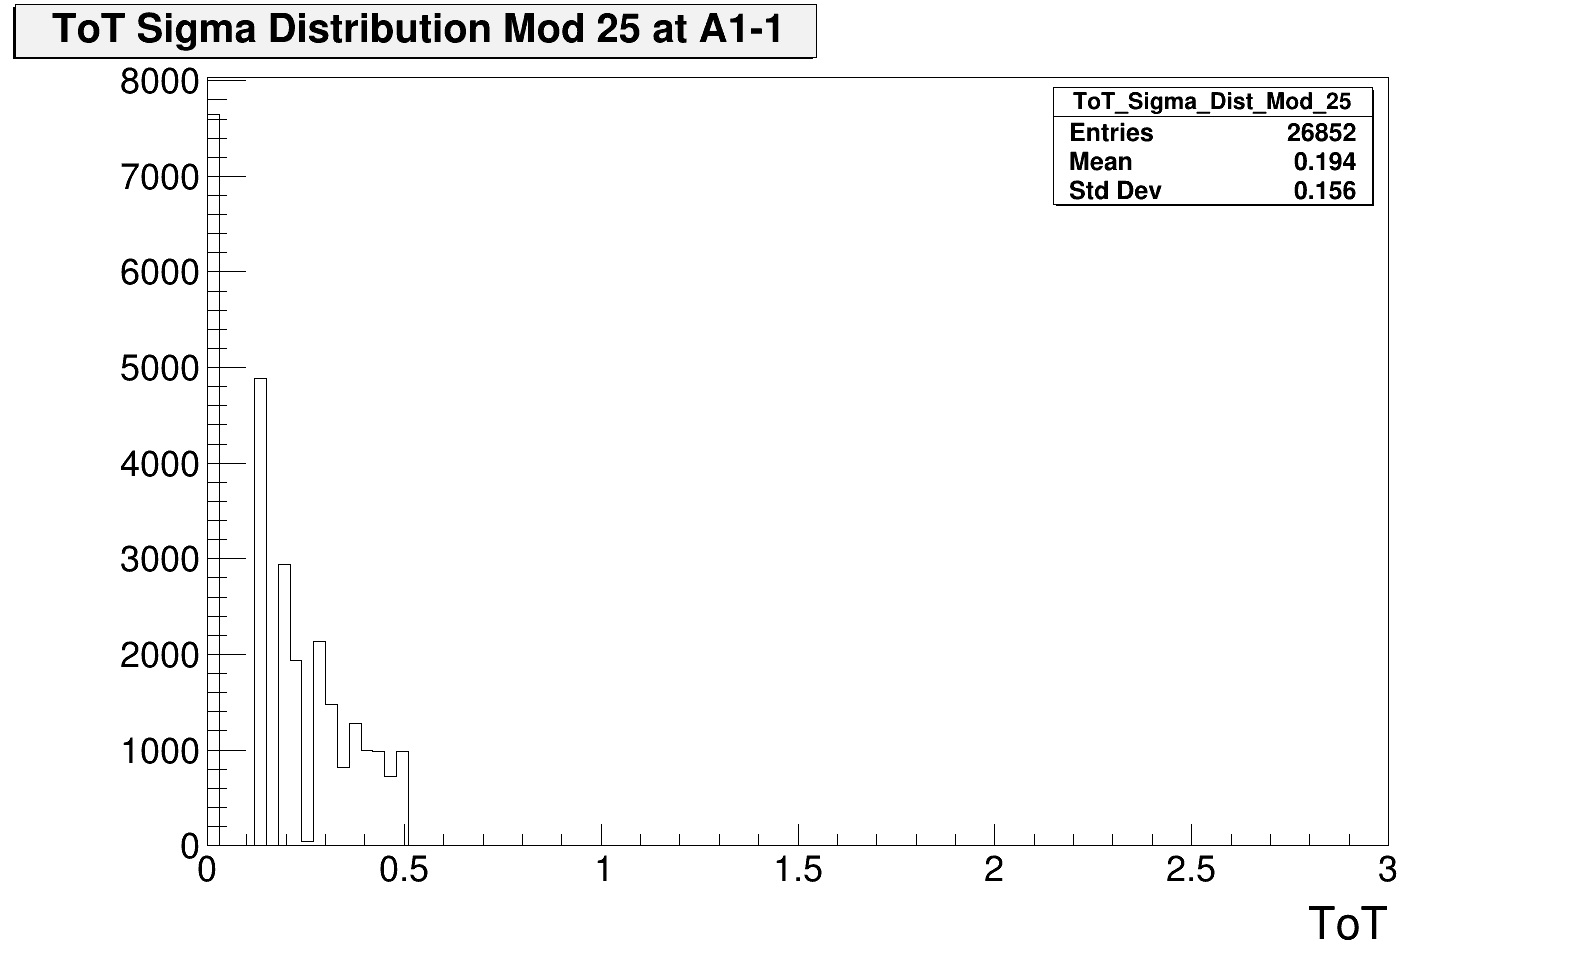 ToT Sigma Distribution Mod 25 at A1-1
ToT_Sigma_Dist_Mod_25
Entries 26852
Mean 0.194
Std Dev 0.156
8000
7000
6000
5000
4000
3000
2000
1000
0
0 0.5 1 1.5 2 2.5 3
ToT